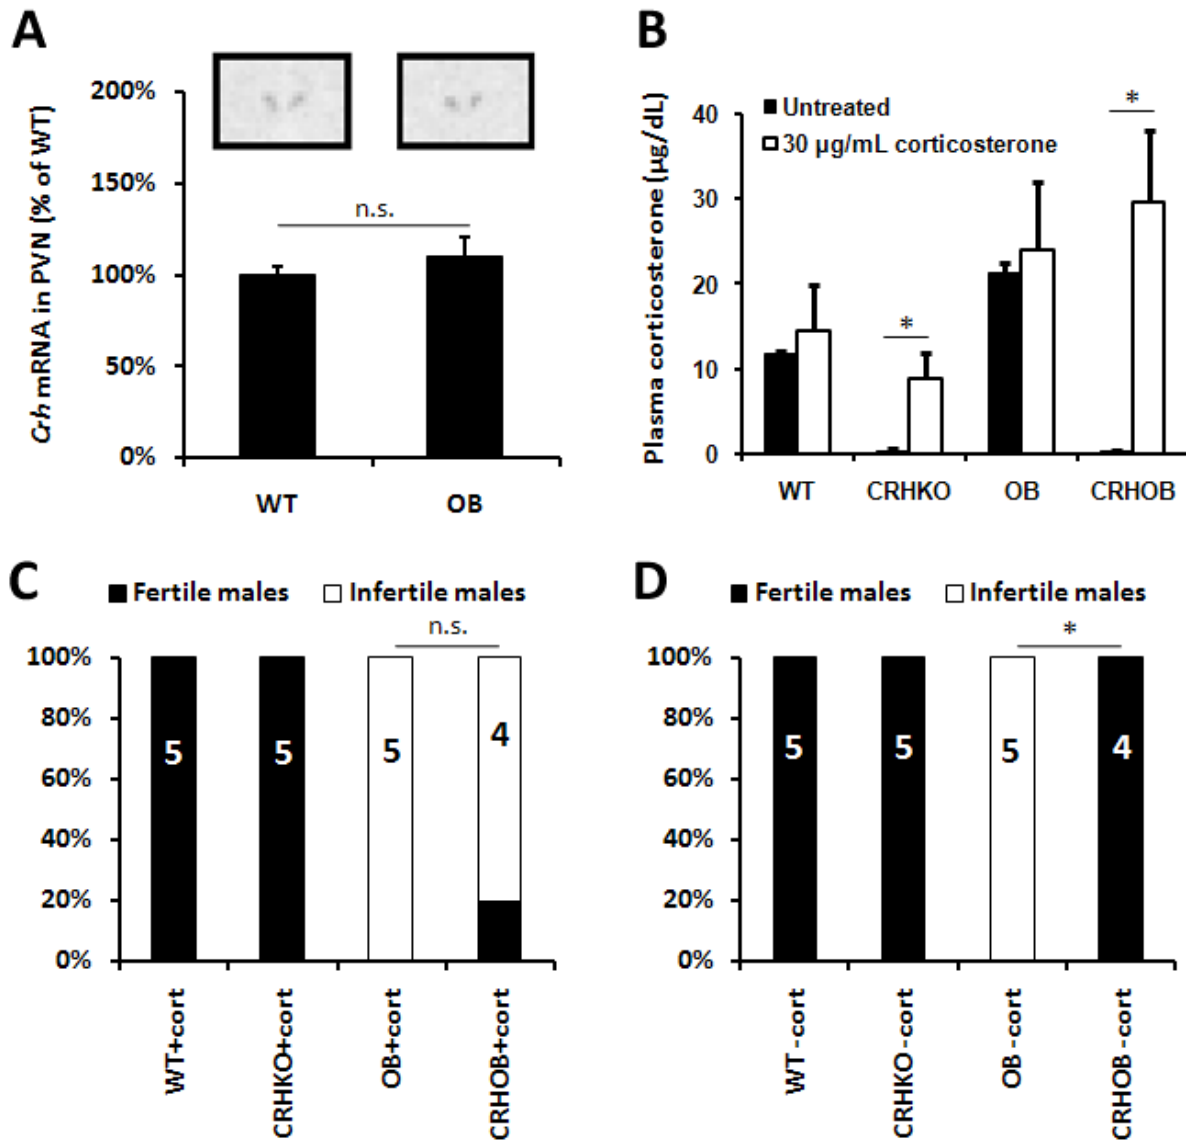 A
Crh mRNA in PVN (% of WT)
200%
150%
100%
50%
0%
n.s.
WT
OB
B
Plasma corticosterone (µg/dL)
40
30
20
10
0
Untreated
30 µg/mL corticosterone
*
*
WT
CRHKO
OB
CRHOB
C
Fertile males
Infertile males
n.s.
100%
80%
60%
40%
20%
0%
5
5
5
4
WT+cort
CRHKO+cort
OB+cort
CRHOB+cort
D
Fertile males
Infertile males
*
100%
80%
60%
40%
20%
0%
5
5
5
4
WT -cort
CRHKO -cort
OB -cort
CRHOB -cort